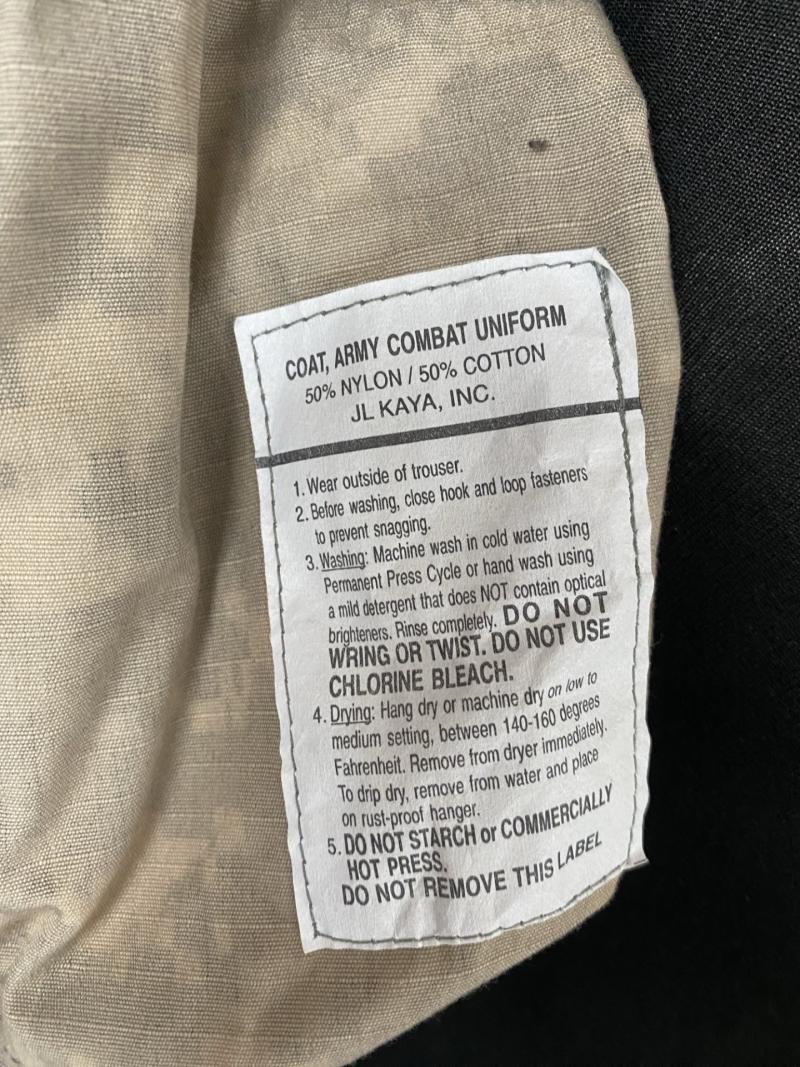 COAT, ARMY COMBAT UNIFORM
50% NYLON / 50% COTTON
JL KAYA, INC.
1. Wear outside of trouser.
2. Before washing, close hook and loop fasteners
to prevent snagging.
3. Washing: Machine wash in cold water using
Permanent Press Cycle or hand wash using
a mild detergent that does NOT contain optical
brighteners. Rinse completely. DO NOT
WRING OR TWIST. DO NOT USE
CHLORINE BLEACH.
4. Drying: Hang dry or machine dry on low to
medium setting, between 140-160 degrees
Fahrenheit. Remove from dryer immediately.
To drip dry, remove from water and place
on rust-proof hanger.
5. DO NOT STARCH or COMMERCIALLY
HOT PRESS.
DO NOT REMOVE THIS LABEL